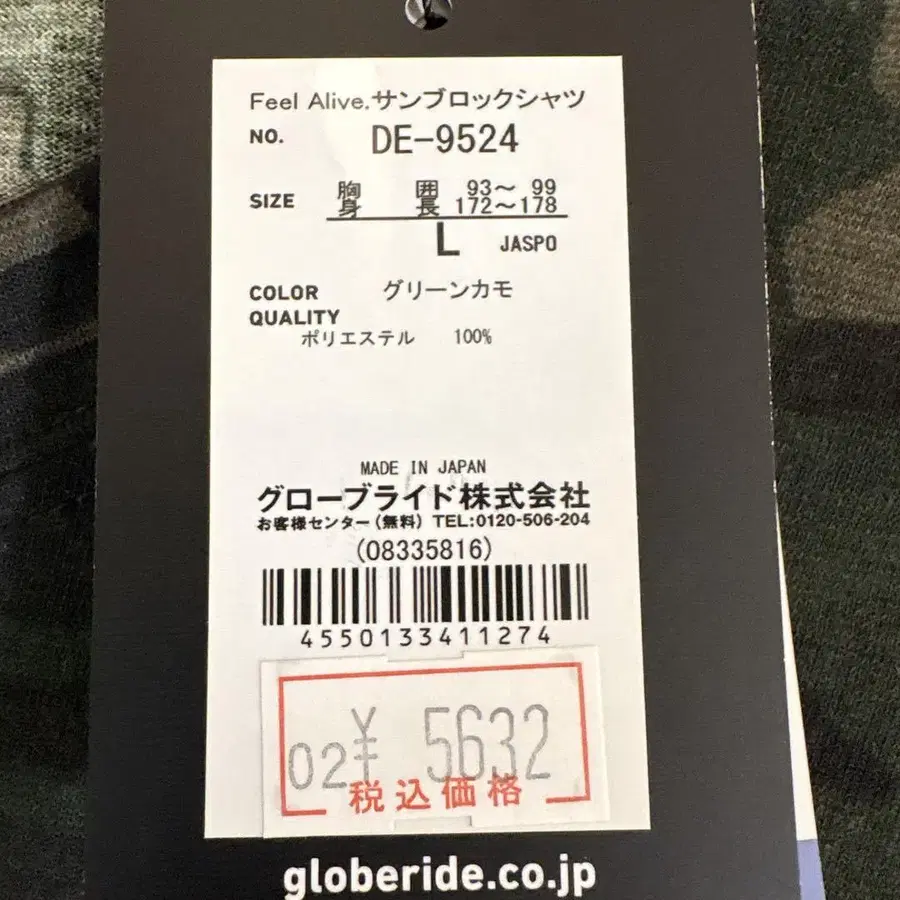 Feel Alive.サンブロックシャツ
NO. DE-9524
SIZE 胸囲 93～ 99
身長 172～178
L JASPO
COLOR グリーンカモ
QUALITY
ポリエステル 100%
MADE IN JAPAN
グローブライド株式会社
お客様センター(無料) TEL:0120-506-204
(08335816)
4550133411274
02¥ 5632
税込価格
globeride.co.jp